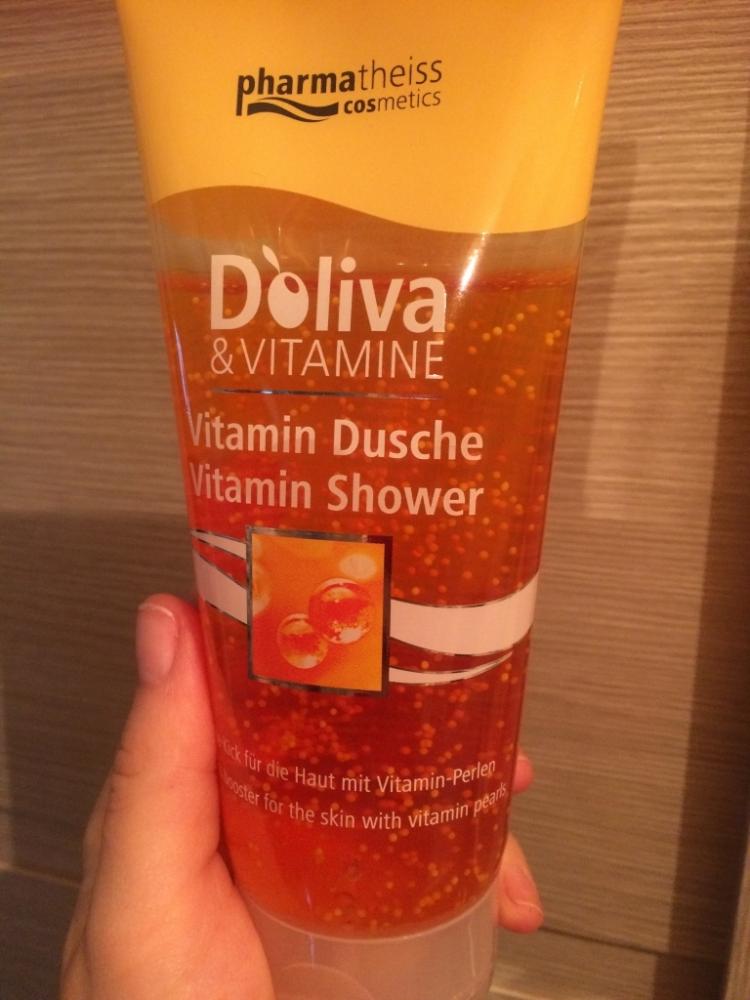 pharmatheiss
cosmetics
D'oliva
& VITAMINE
Vitamin Dusche
Vitamin Shower
Kick für die Haut mit Vitamin-Perlen
booster for the skin with vitamin pearls